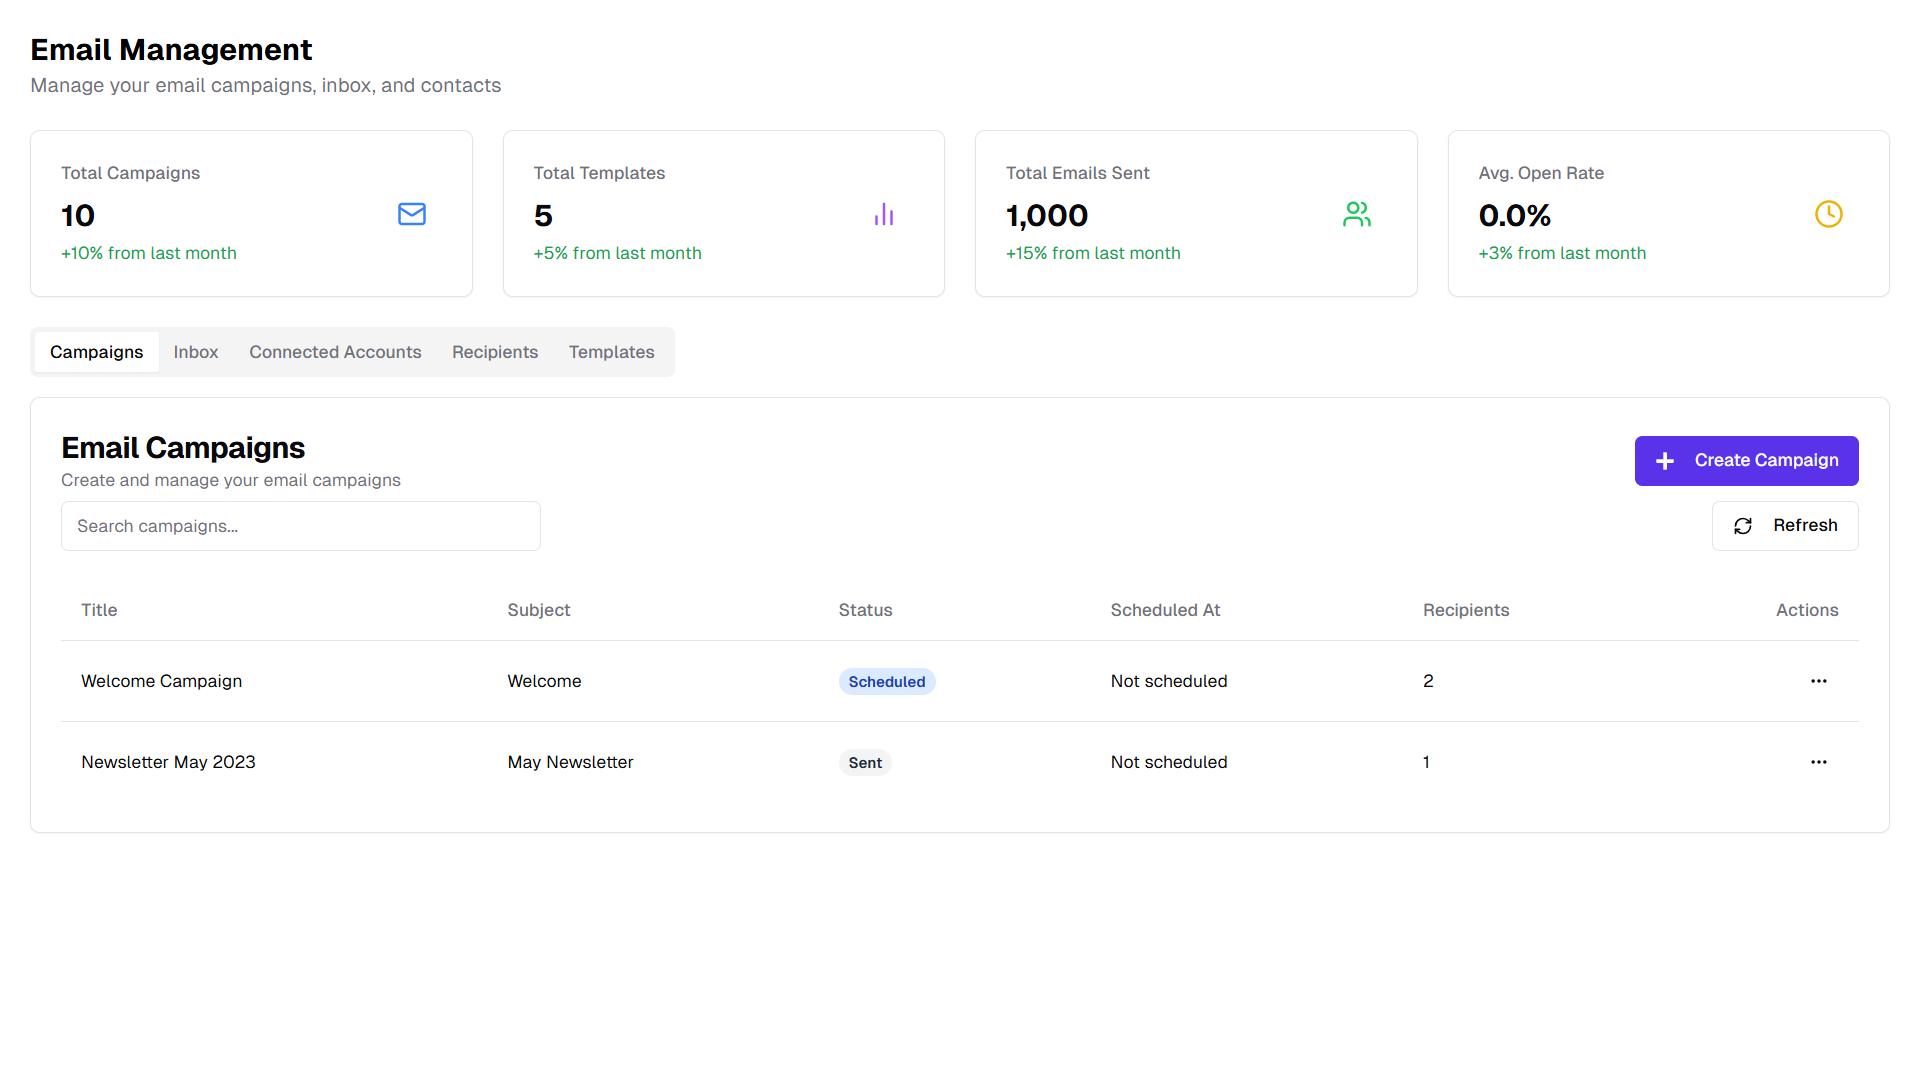 Email Management
Manage your email campaigns, inbox, and contacts
Total Campaigns
10
+10% from last month
Total Templates
5
+5% from last month
Total Emails Sent
1,000
+15% from last month
Avg. Open Rate
0.0%
+3% from last month
Campaigns Inbox Connected Accounts Recipients Templates
Email Campaigns
Create and manage your email campaigns
Create Campaign
Search campaigns...
Refresh
Title Subject Status Scheduled At Recipients Actions
Welcome Campaign Welcome Scheduled Not scheduled 2
Newsletter May 2023 May Newsletter Sent Not scheduled 1